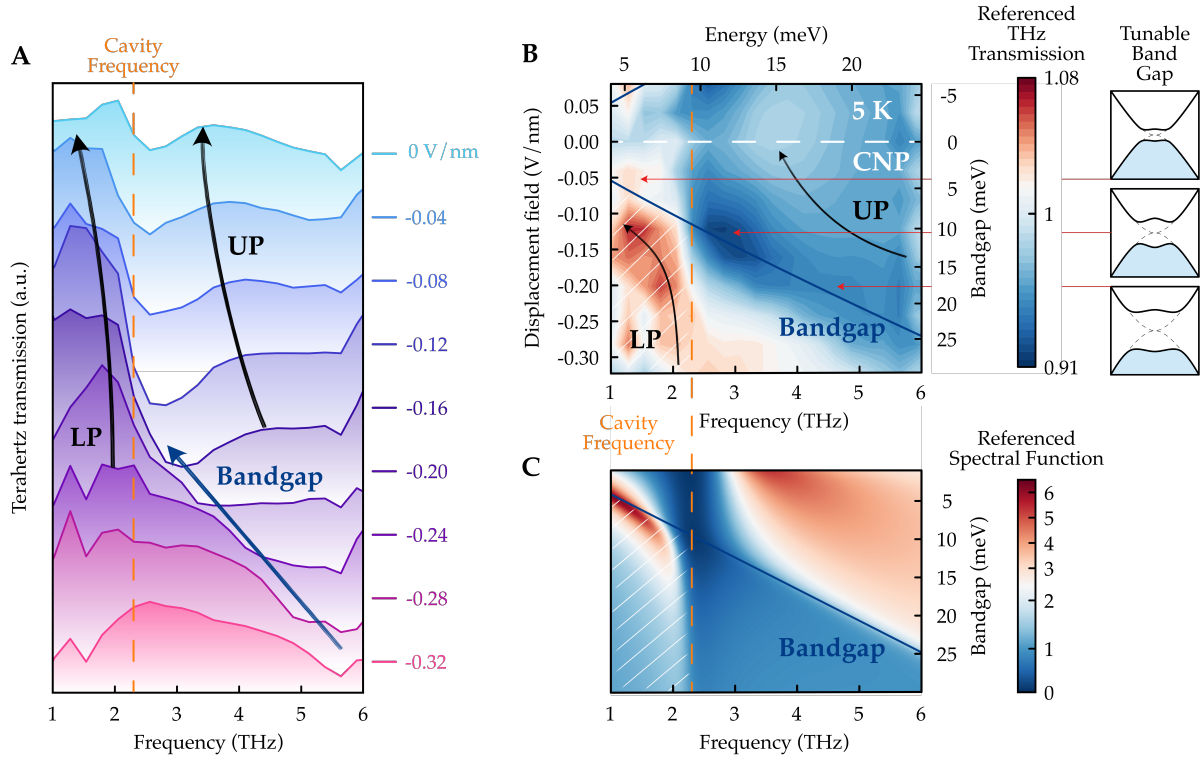 A
Cavity
Frequency
0 V/nm
-0.04
-0.08
-0.12
-0.16
-0.20
-0.24
-0.28
-0.32
UP
LP
Bandgap
Terahertz transmission (a.u.)
1 2 3 4 5 6
Frequency (THz)
B
Energy (meV)
5 10 15 20
Displacement field (V/nm)
0.05
0.00
-0.05
-0.10
-0.15
-0.20
-0.25
-0.30
5 K
CNP
UP
LP
Bandgap
-5
0
5
10
15
20
25
Bandgap (meV)
1 2 3 4 5 6
Frequency (THz)
Referenced
THz
Transmission
1.08
1
0.91
Tunable
Band
Gap
Cavity
Frequency
C
Bandgap
5
10
15
20
25
Bandgap (meV)
1 2 3 4 5 6
Frequency (THz)
Referenced
Spectral Function
6
5
4
3
2
1
0